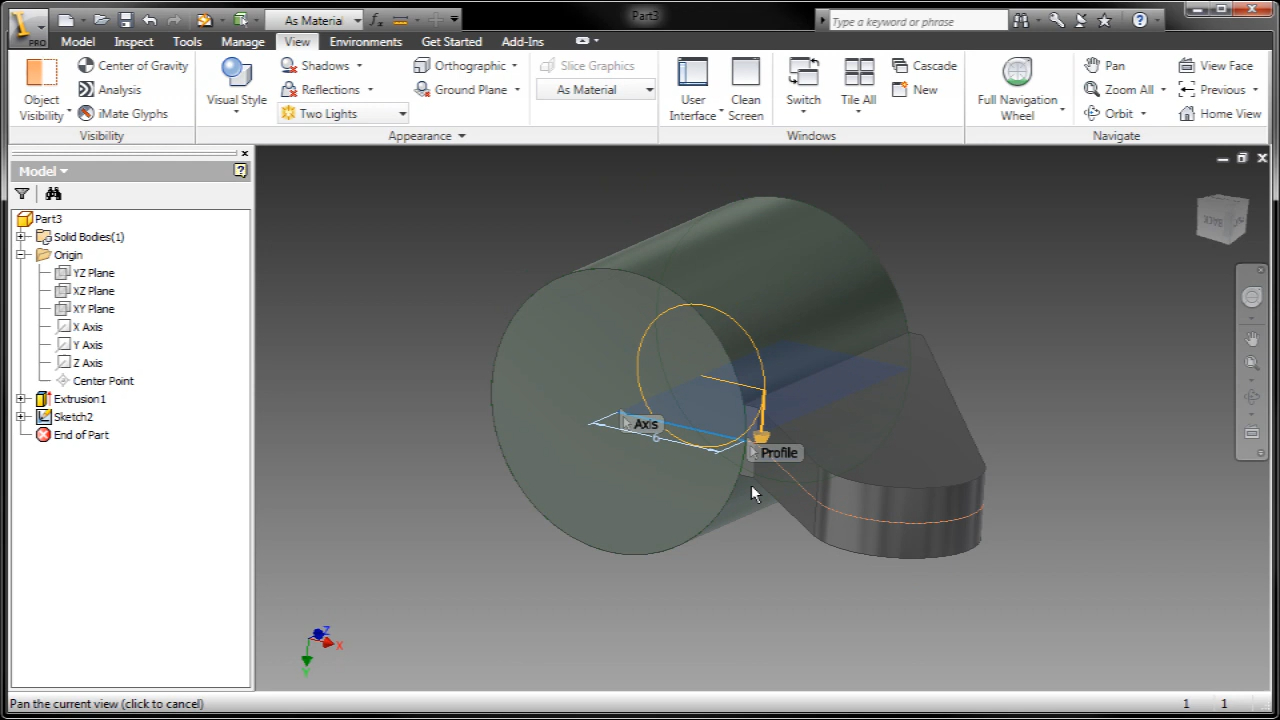 As Material
Part3
Type a keyword or phrase
PRO
Model
Inspect
Tools
Manage
View
Environments
Get Started
Add-Ins
Object
Visibility
Center of Gravity
Analysis
iMate Glyphs
Visibility
Visual Style
Shadows
Reflections
Two Lights
Orthographic
Ground Plane
Slice Graphics
As Material
Appearance
User
Interface
Clean
Screen
Switch
Tile All
Cascade
New
Windows
Full Navigation
Wheel
Pan
Zoom All
Orbit
View Face
Previous
Home View
Navigate
Model
Part3
Solid Bodies(1)
Origin
YZ Plane
XZ Plane
XY Plane
X Axis
Y Axis
Z Axis
Center Point
Extrusion1
Sketch2
End of Part
BACK
Axis
6
Profile
Z
X
Y
Pan the current view (click to cancel)
1
1